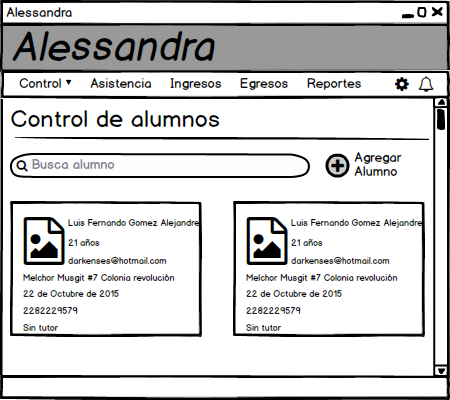 Alessandra
Alessandra
Control Asistencia Ingresos Egresos Reportes
Control de alumnos
Busca alumno
Agregar
Alumno
Luis Fernando Gomez Alejandre
21 años
darkenses@hotmail.com
Melchor Musgit #7 Colonia revolución
22 de Octubre de 2015
2282229579
Sin tutor
Luis Fernando Gomez Alejandre
21 años
darkenses@hotmail.com
Melchor Musgit #7 Colonia revolución
22 de Octubre de 2015
2282229579
Sin tutor